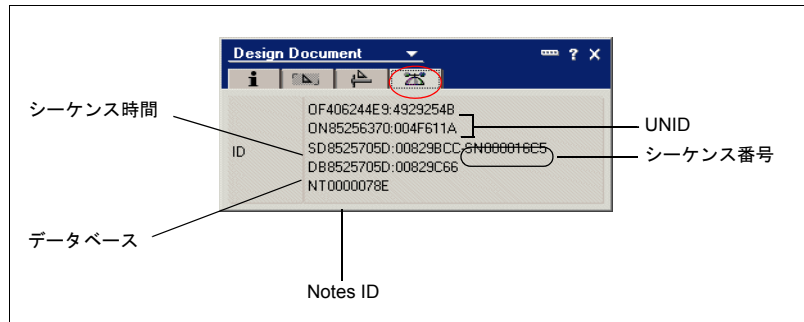 Design Document
? X
i
シーケンス時間
ID
OF406244E9:4929254B
ON85256370:004F611A
SD8525705D:00829BCC-SN000016C5
DB8525705D:00829C66
NT0000078E
UNID
シーケンス番号
データベース
Notes ID